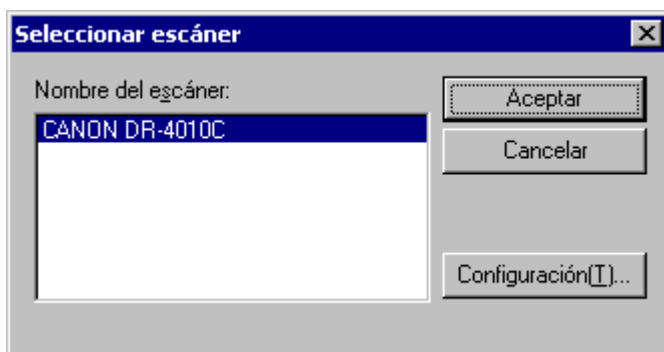 Seleccionar escáner
Nombre del escáner:
CANON DR-4010C
Aceptar
Cancelar
Configuración(T)...